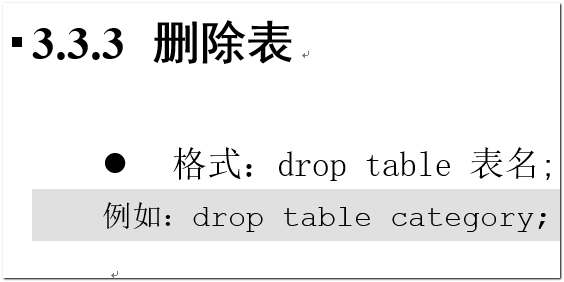 3.3.3 删除表
● 格式：drop table 表名;
例如：drop table category;